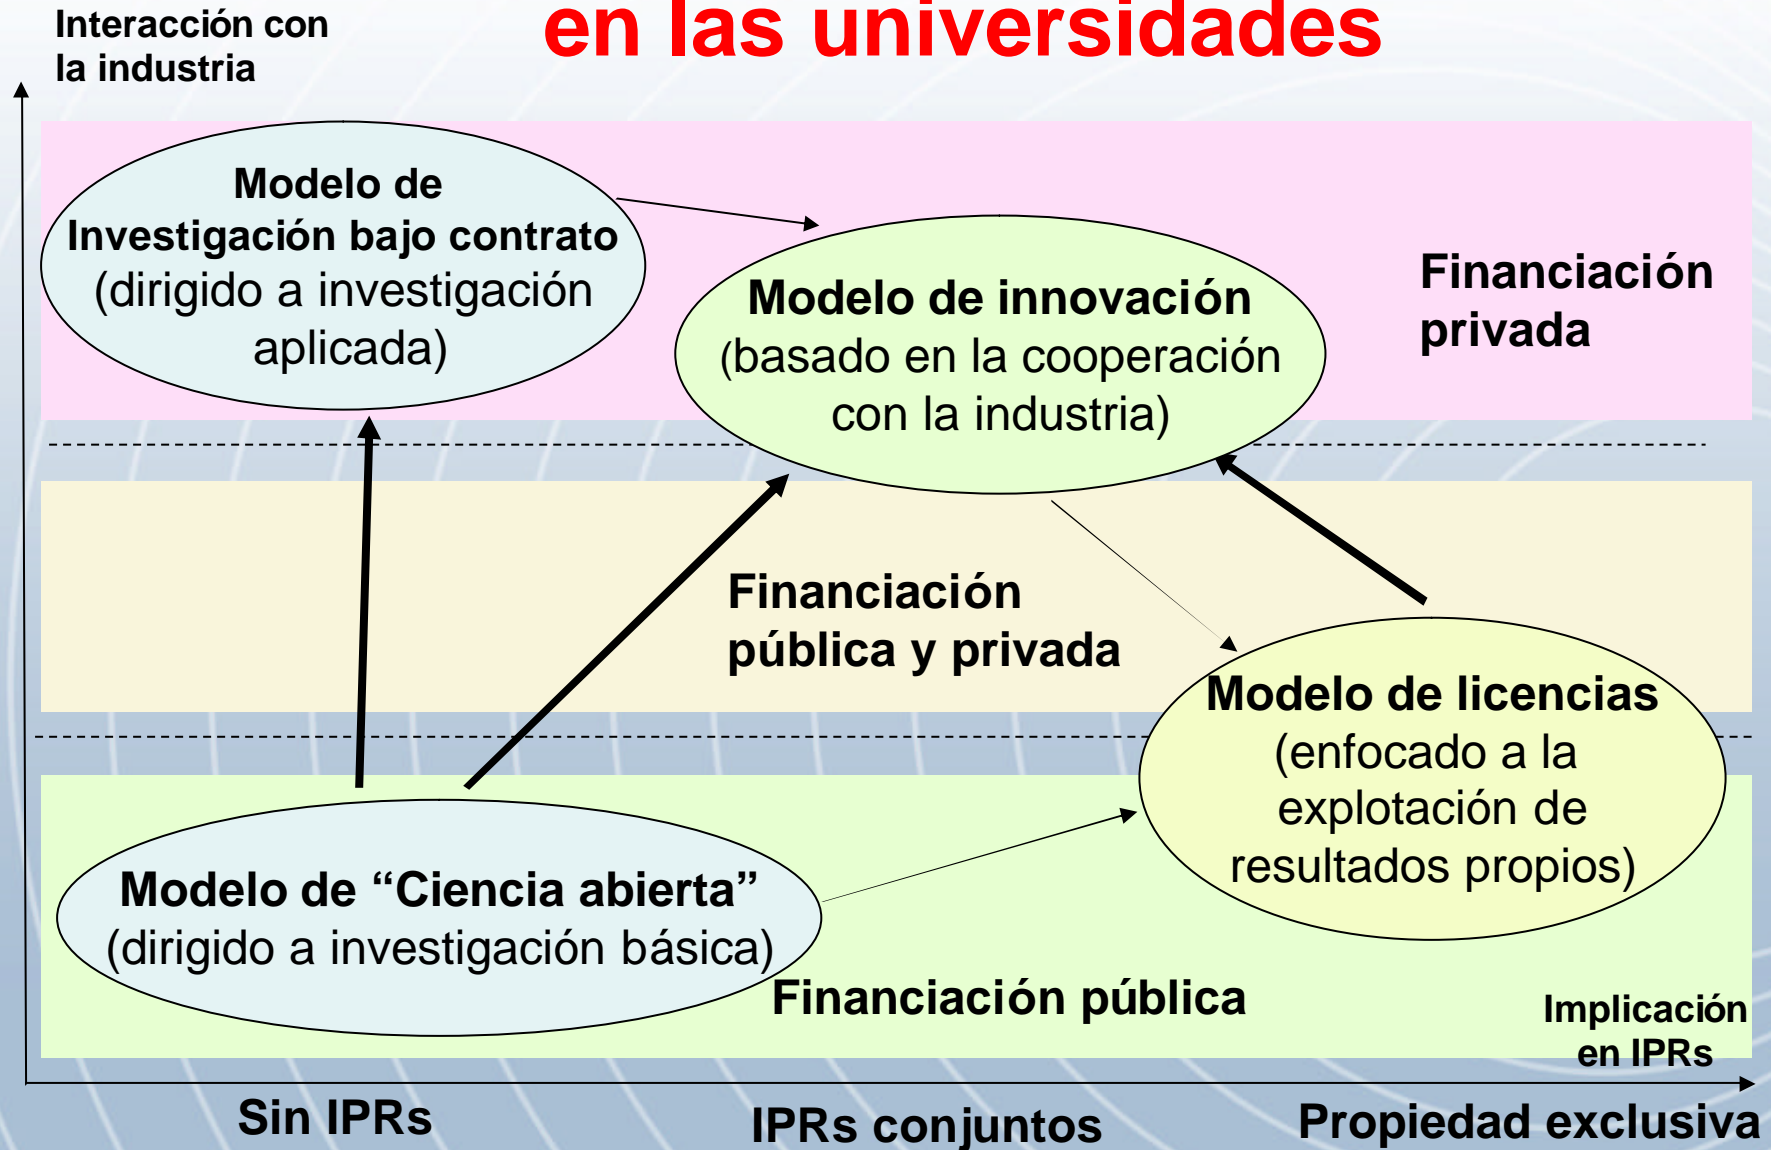 en las universidades
Interacción con
la industria
Modelo de
Investigación bajo contrato
(dirigido a investigación
aplicada)
Modelo de innovación
(basado en la cooperación
con la industria)
Financiación
privada
Financiación
pública y privada
Modelo de licencias
(enfocado a la
explotación de
resultados propios)
Modelo de “Ciencia abierta”
(dirigido a investigación básica)
Financiación pública
Implicación
en IPRs
Sin IPRs
IPRs conjuntos
Propiedad exclusiva